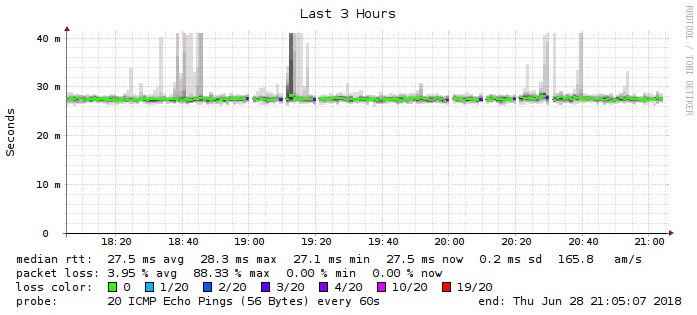 Last 3 Hours
RRDTOOL / TOBI OETIKER
Seconds
40 m
30 m
20 m
10 m
0
18:20 18:40 19:00 19:20 19:40 20:00 20:20 20:40 21:00
median rtt: 27.5 ms avg 28.3 ms max 27.1 ms min 27.5 ms now 0.2 ms sd 165.8 am/s
packet loss: 3.95 % avg 88.33 % max 0.00 % min 0.00 % now
loss color: 0 1/20 2/20 3/20 4/20 10/20 19/20
probe: 20 ICMP Echo Pings (56 Bytes) every 60s end: Thu Jun 28 21:05:07 2018